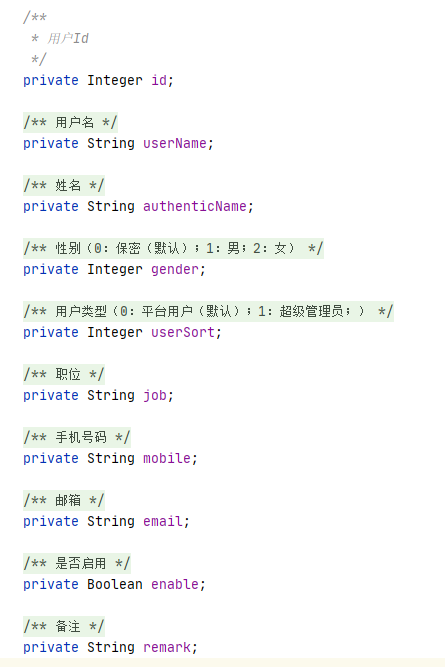 /**
 * 用户Id
 */
private Integer id;
/** 用户名 */
private String userName;
/** 姓名 */
private String authenticName;
/** 性别（0：保密（默认）；1：男；2：女） */
private Integer gender;
/** 用户类型（0：平台用户（默认）；1：超级管理员；） */
private Integer userSort;
/** 职位 */
private String job;
/** 手机号码 */
private String mobile;
/** 邮箱 */
private String email;
/** 是否启用 */
private Boolean enable;
/** 备注 */
private String remark;